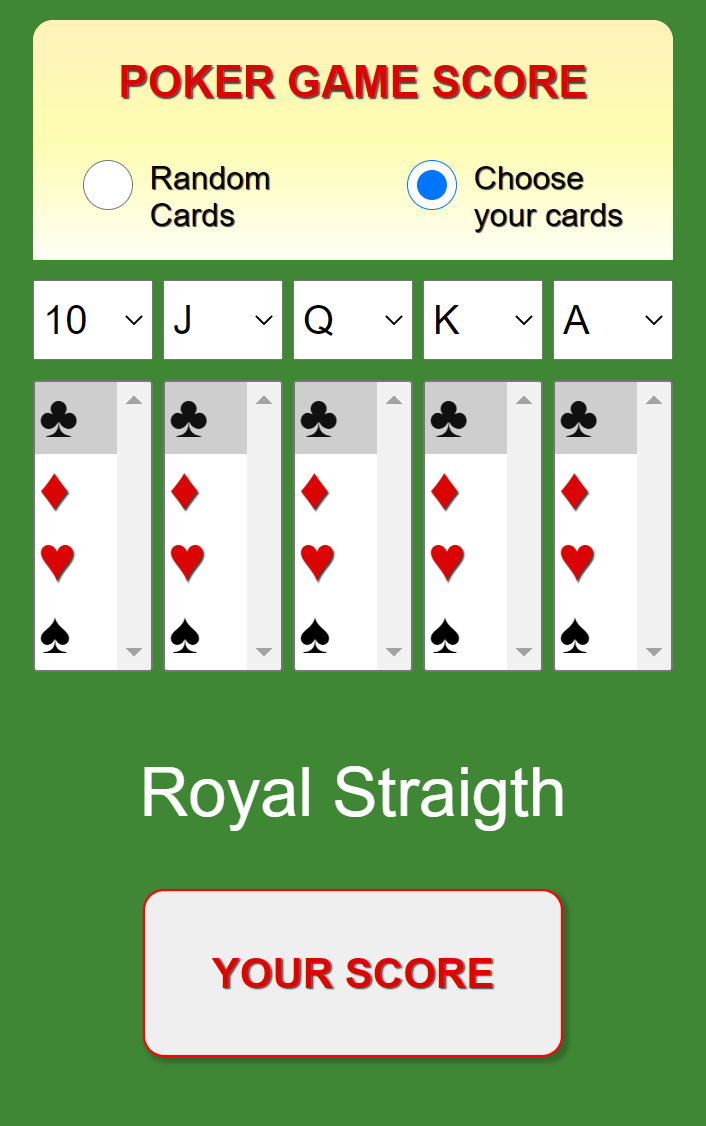 POKER GAME SCORE
Random
Cards
Choose
your cards
10 J Q K A
♣ ♣ ♣ ♣ ♣
♦ ♦ ♦ ♦ ♦
♥ ♥ ♥ ♥ ♥
♠ ♠ ♠ ♠ ♠
Royal Straigth
YOUR SCORE